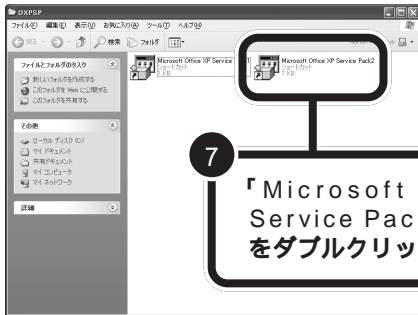 OXPSP
ファイル(F) 編集(E) 表示(V) お気に入り(A) ツール(T) ヘルプ(H)
戻る 検索 フォルダ
ファイルとフォルダのタスク
新しいフォルダを作成する
このフォルダを Web に公開する
このフォルダを共有する
その他
ローカル ディスク (C:)
マイ ドキュメント
共有ドキュメント
マイ コンピュータ
マイ ネットワーク
詳細
Microsoft Office XP Service
ショートカット
1 KB
Microsoft Office XP Service Pack2
ショートカット
1 KB
7
「Microsoft
Service Pac
をダブルクリッ